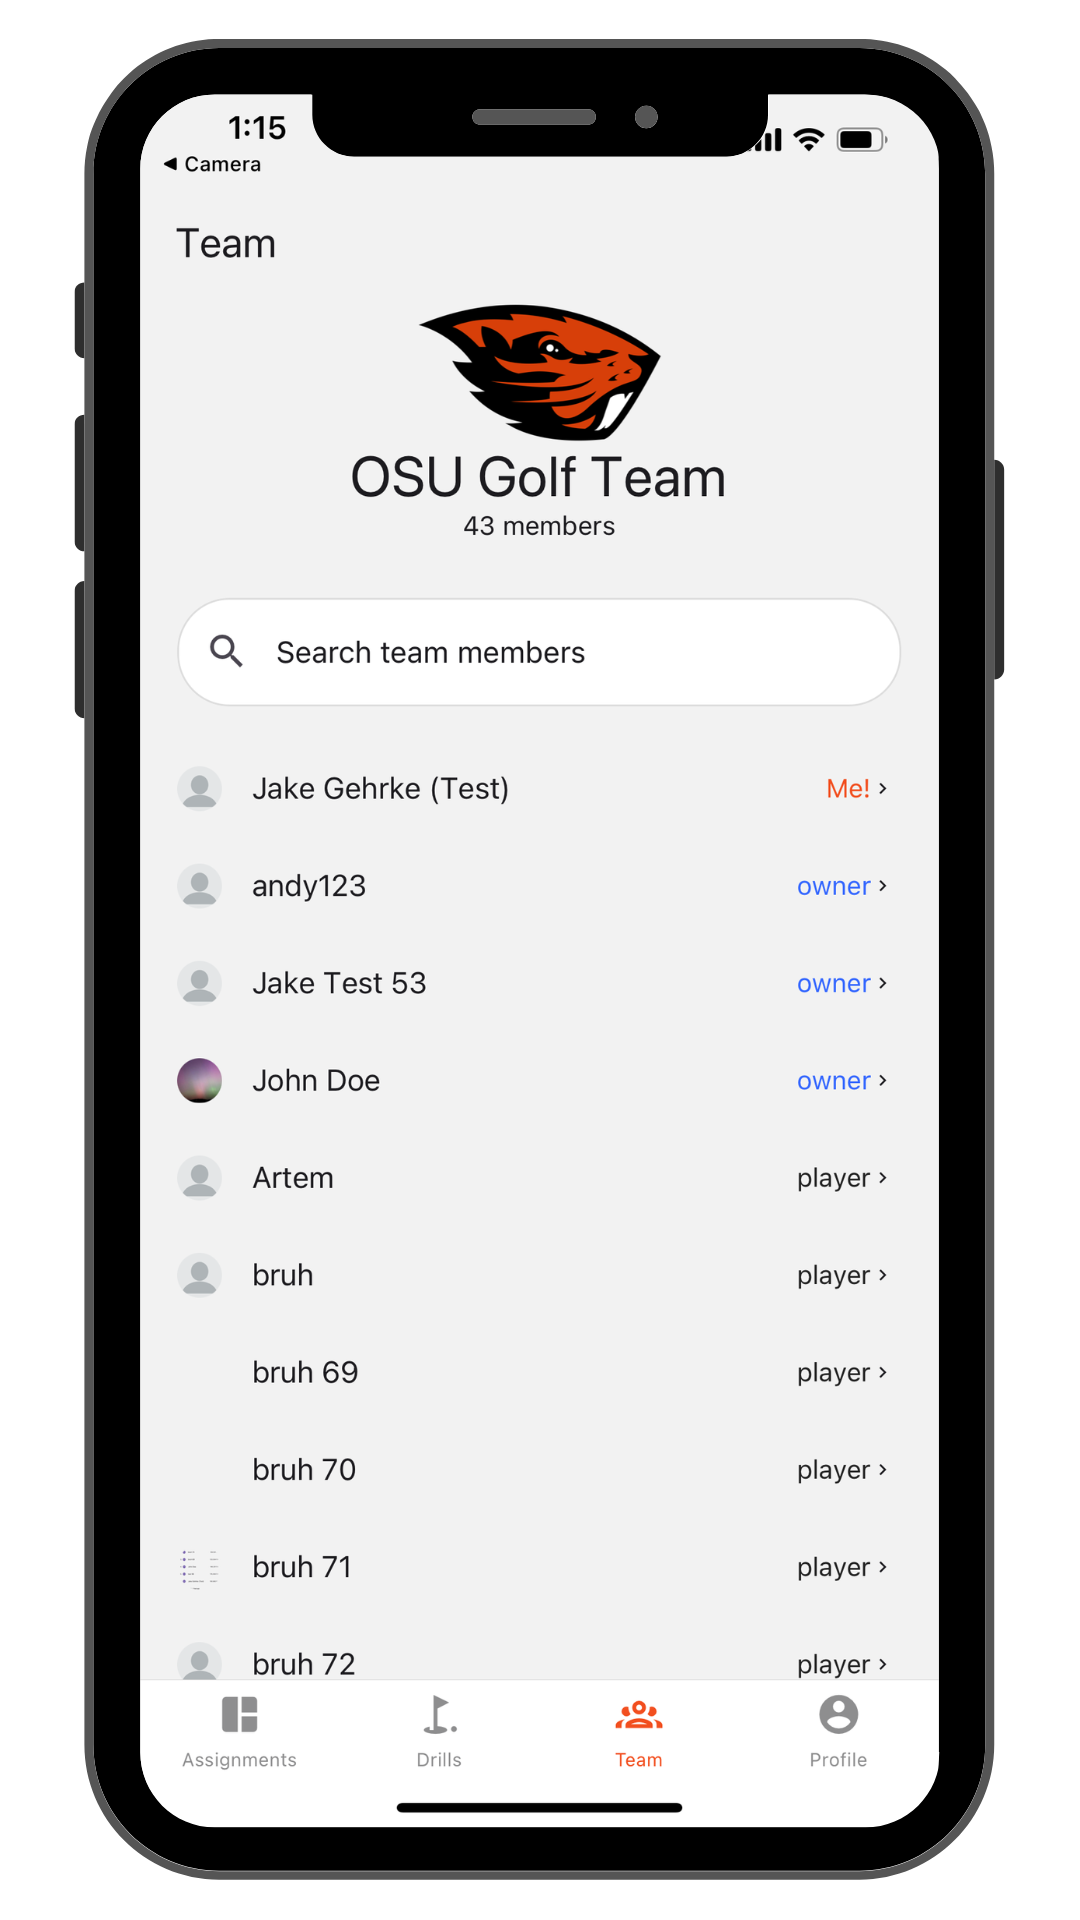 1:15
Camera
Team
OSU Golf Team
43 members
Search team members
Jake Gehrke (Test) Me!
andy123 owner
Jake Test 53 owner
John Doe owner
Artem player
bruh player
bruh 69 player
bruh 70 player
bruh 71 player
bruh 72 player
Assignments Drills Team Profile